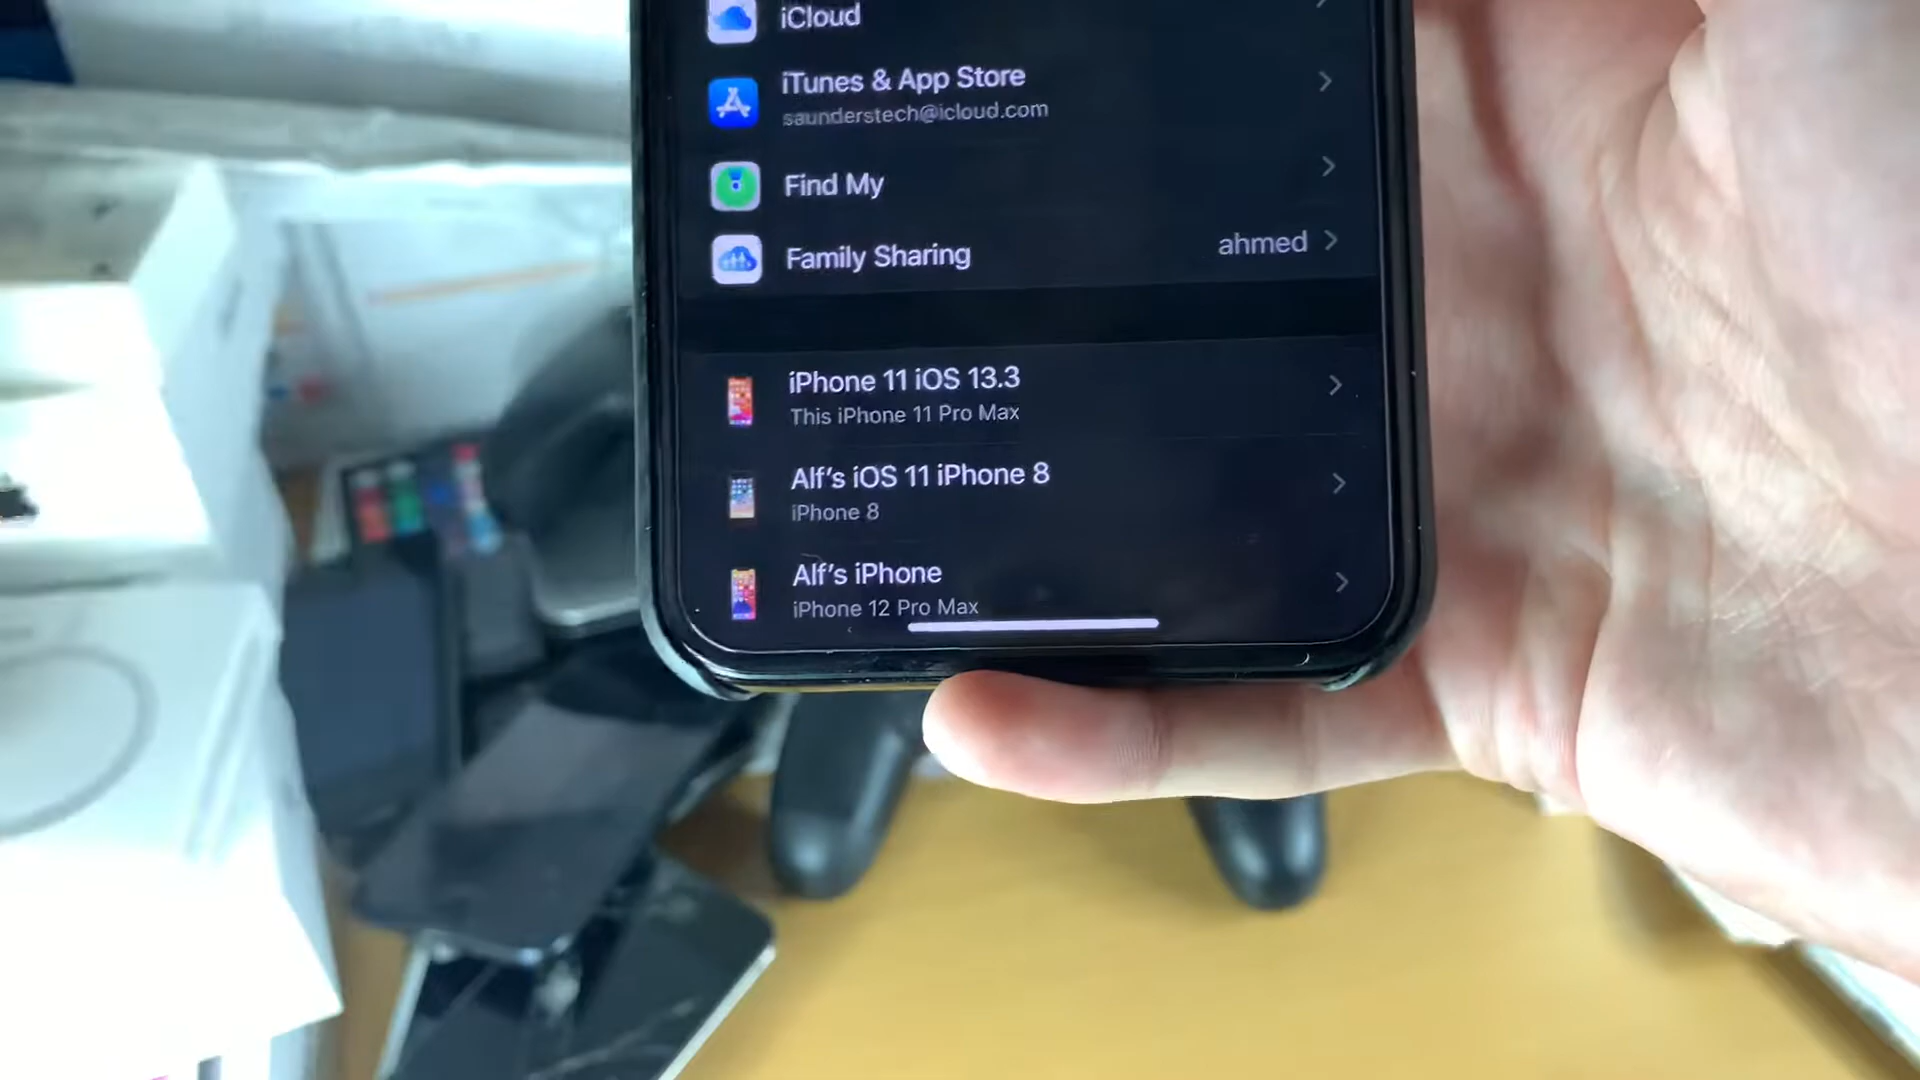 iCloud
iTunes & App Store
saunderstech@icloud.com
Find My
Family Sharing ahmed
iPhone 11 iOS 13.3
This iPhone 11 Pro Max
Alf's iOS 11 iPhone 8
iPhone 8
Alf's iPhone
iPhone 12 Pro Max